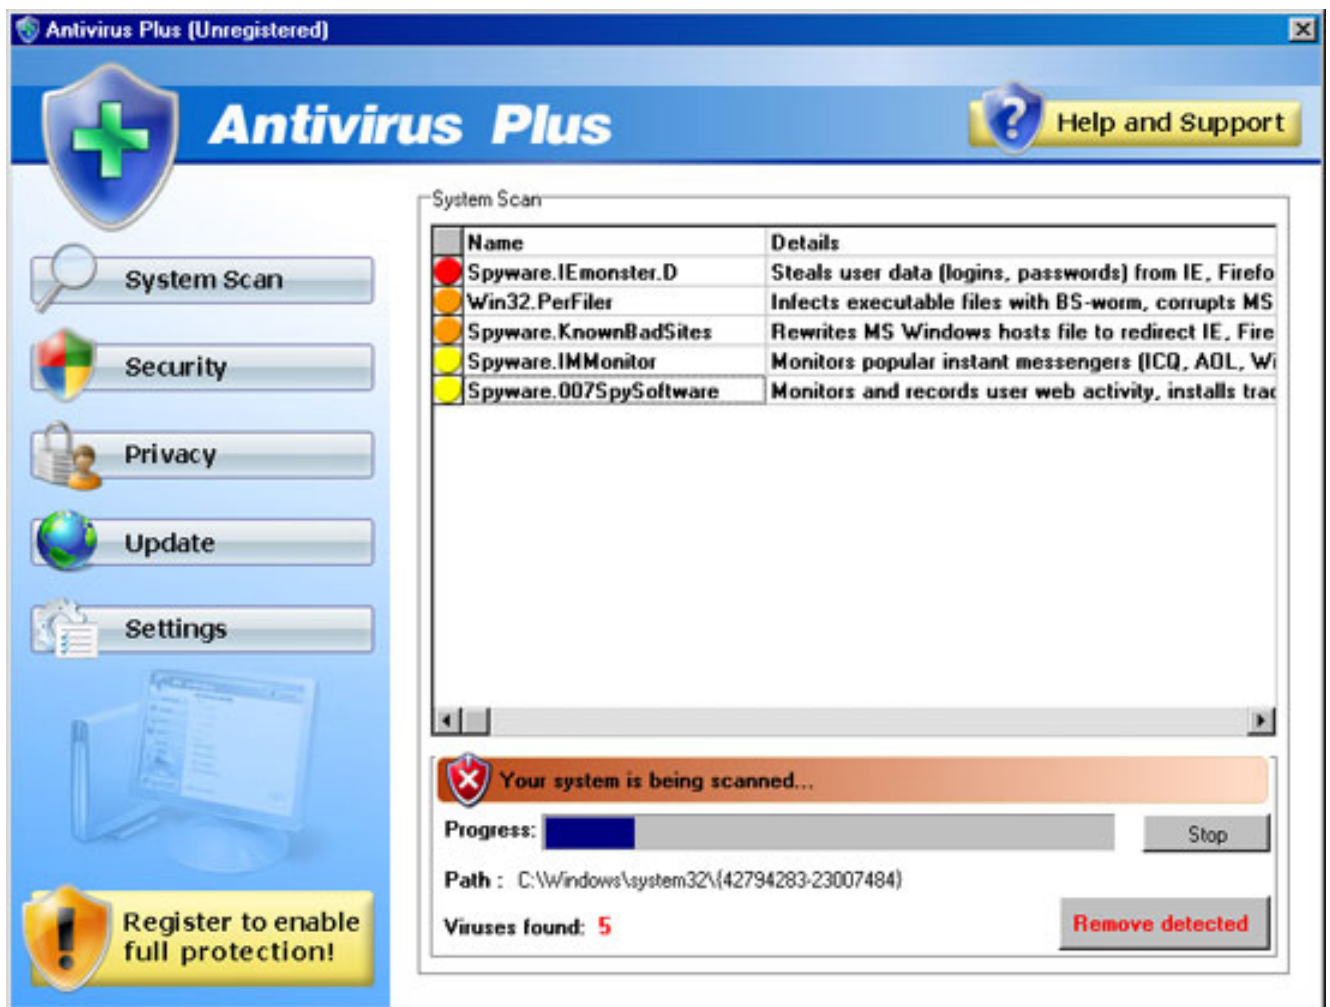 Antivirus Plus (Unregistered)
Antivirus Plus
Help and Support
System Scan
Security
Privacy
Update
Settings
Register to enable
full protection!
System Scan
Name Details
Spyware.IEmonster.D Steals user data (logins, passwords) from IE, Firefo
Win32.PerFiler Infects executable files with BS-worm, corrupts MS
Spyware.KnownBadSites Rewrites MS Windows hosts file to redirect IE, Fire
Spyware.IMMonitor Monitors popular instant messengers (ICQ, AOL, Wi
Spyware.007SpySoftware Monitors and records user web activity, installs trac
Your system is being scanned...
Progress: Stop
Path : C:\Windows\system32\{42794283-23007484}
Viruses found: 5 Remove detected